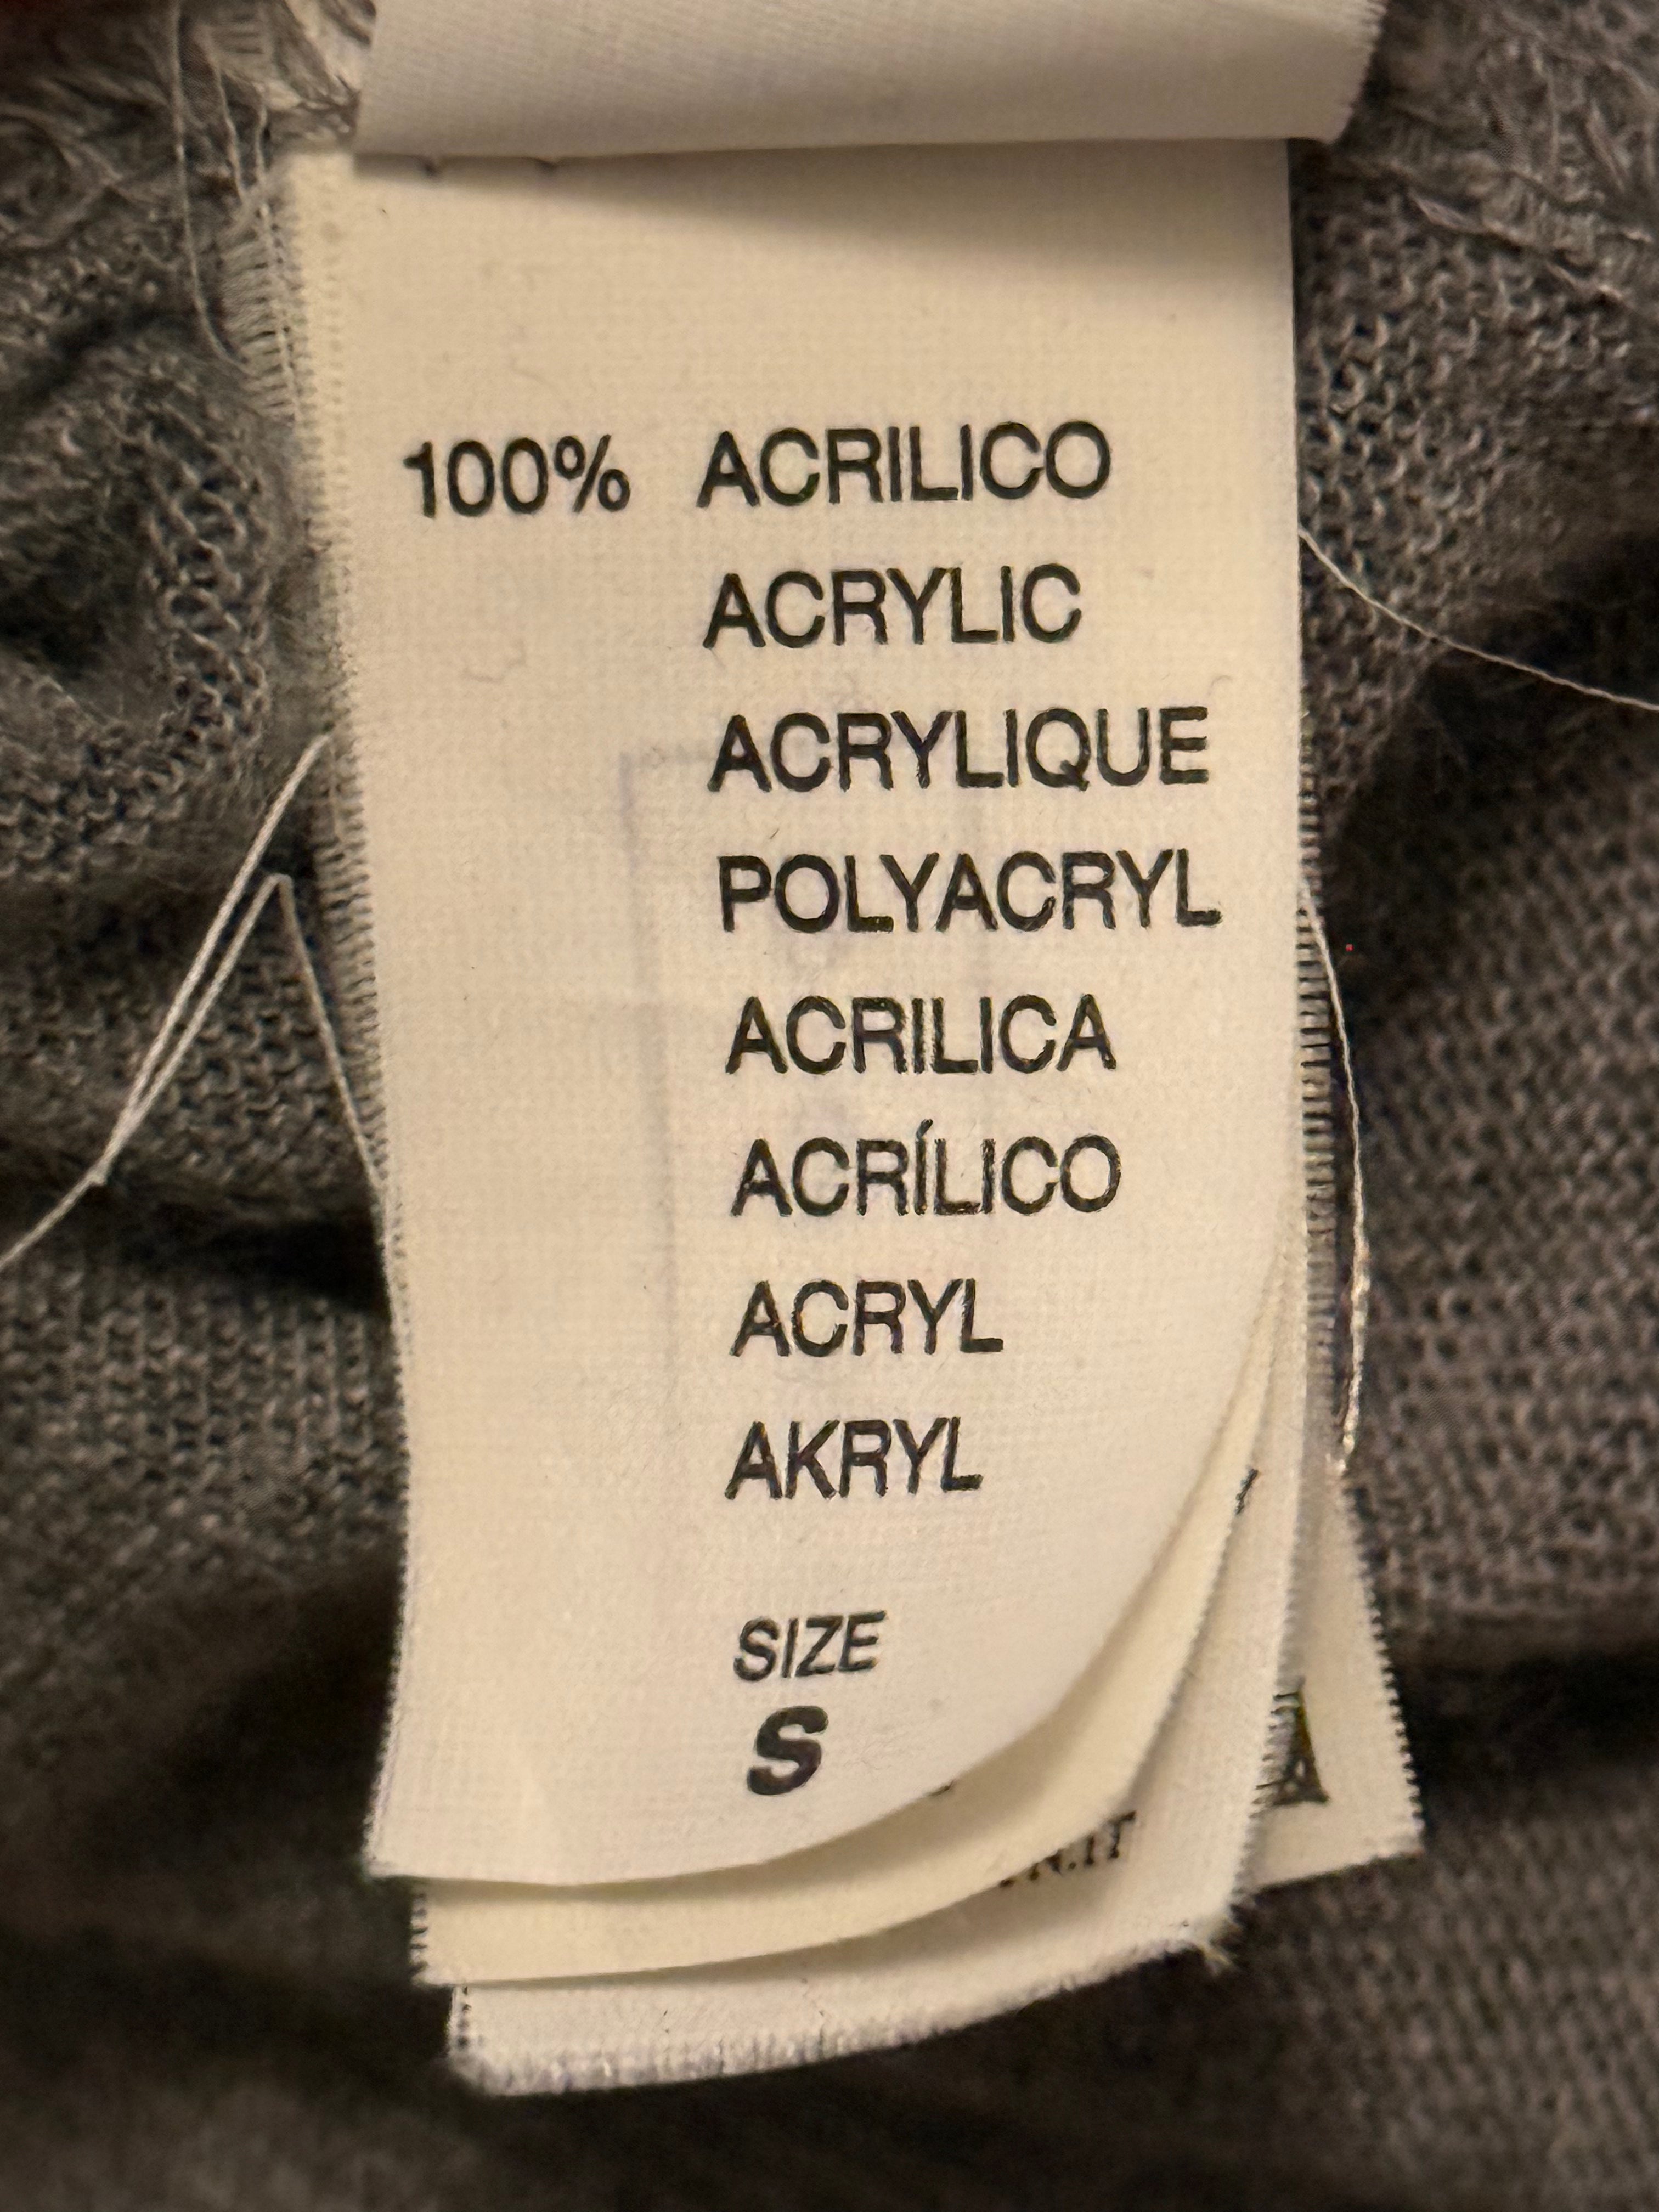 100% ACRILICO
ACRYLIC
ACRYLIQUE
POLYACRYL
ACRILICA
ACRÍLICO
ACRYL
AKRYL
SIZE
S